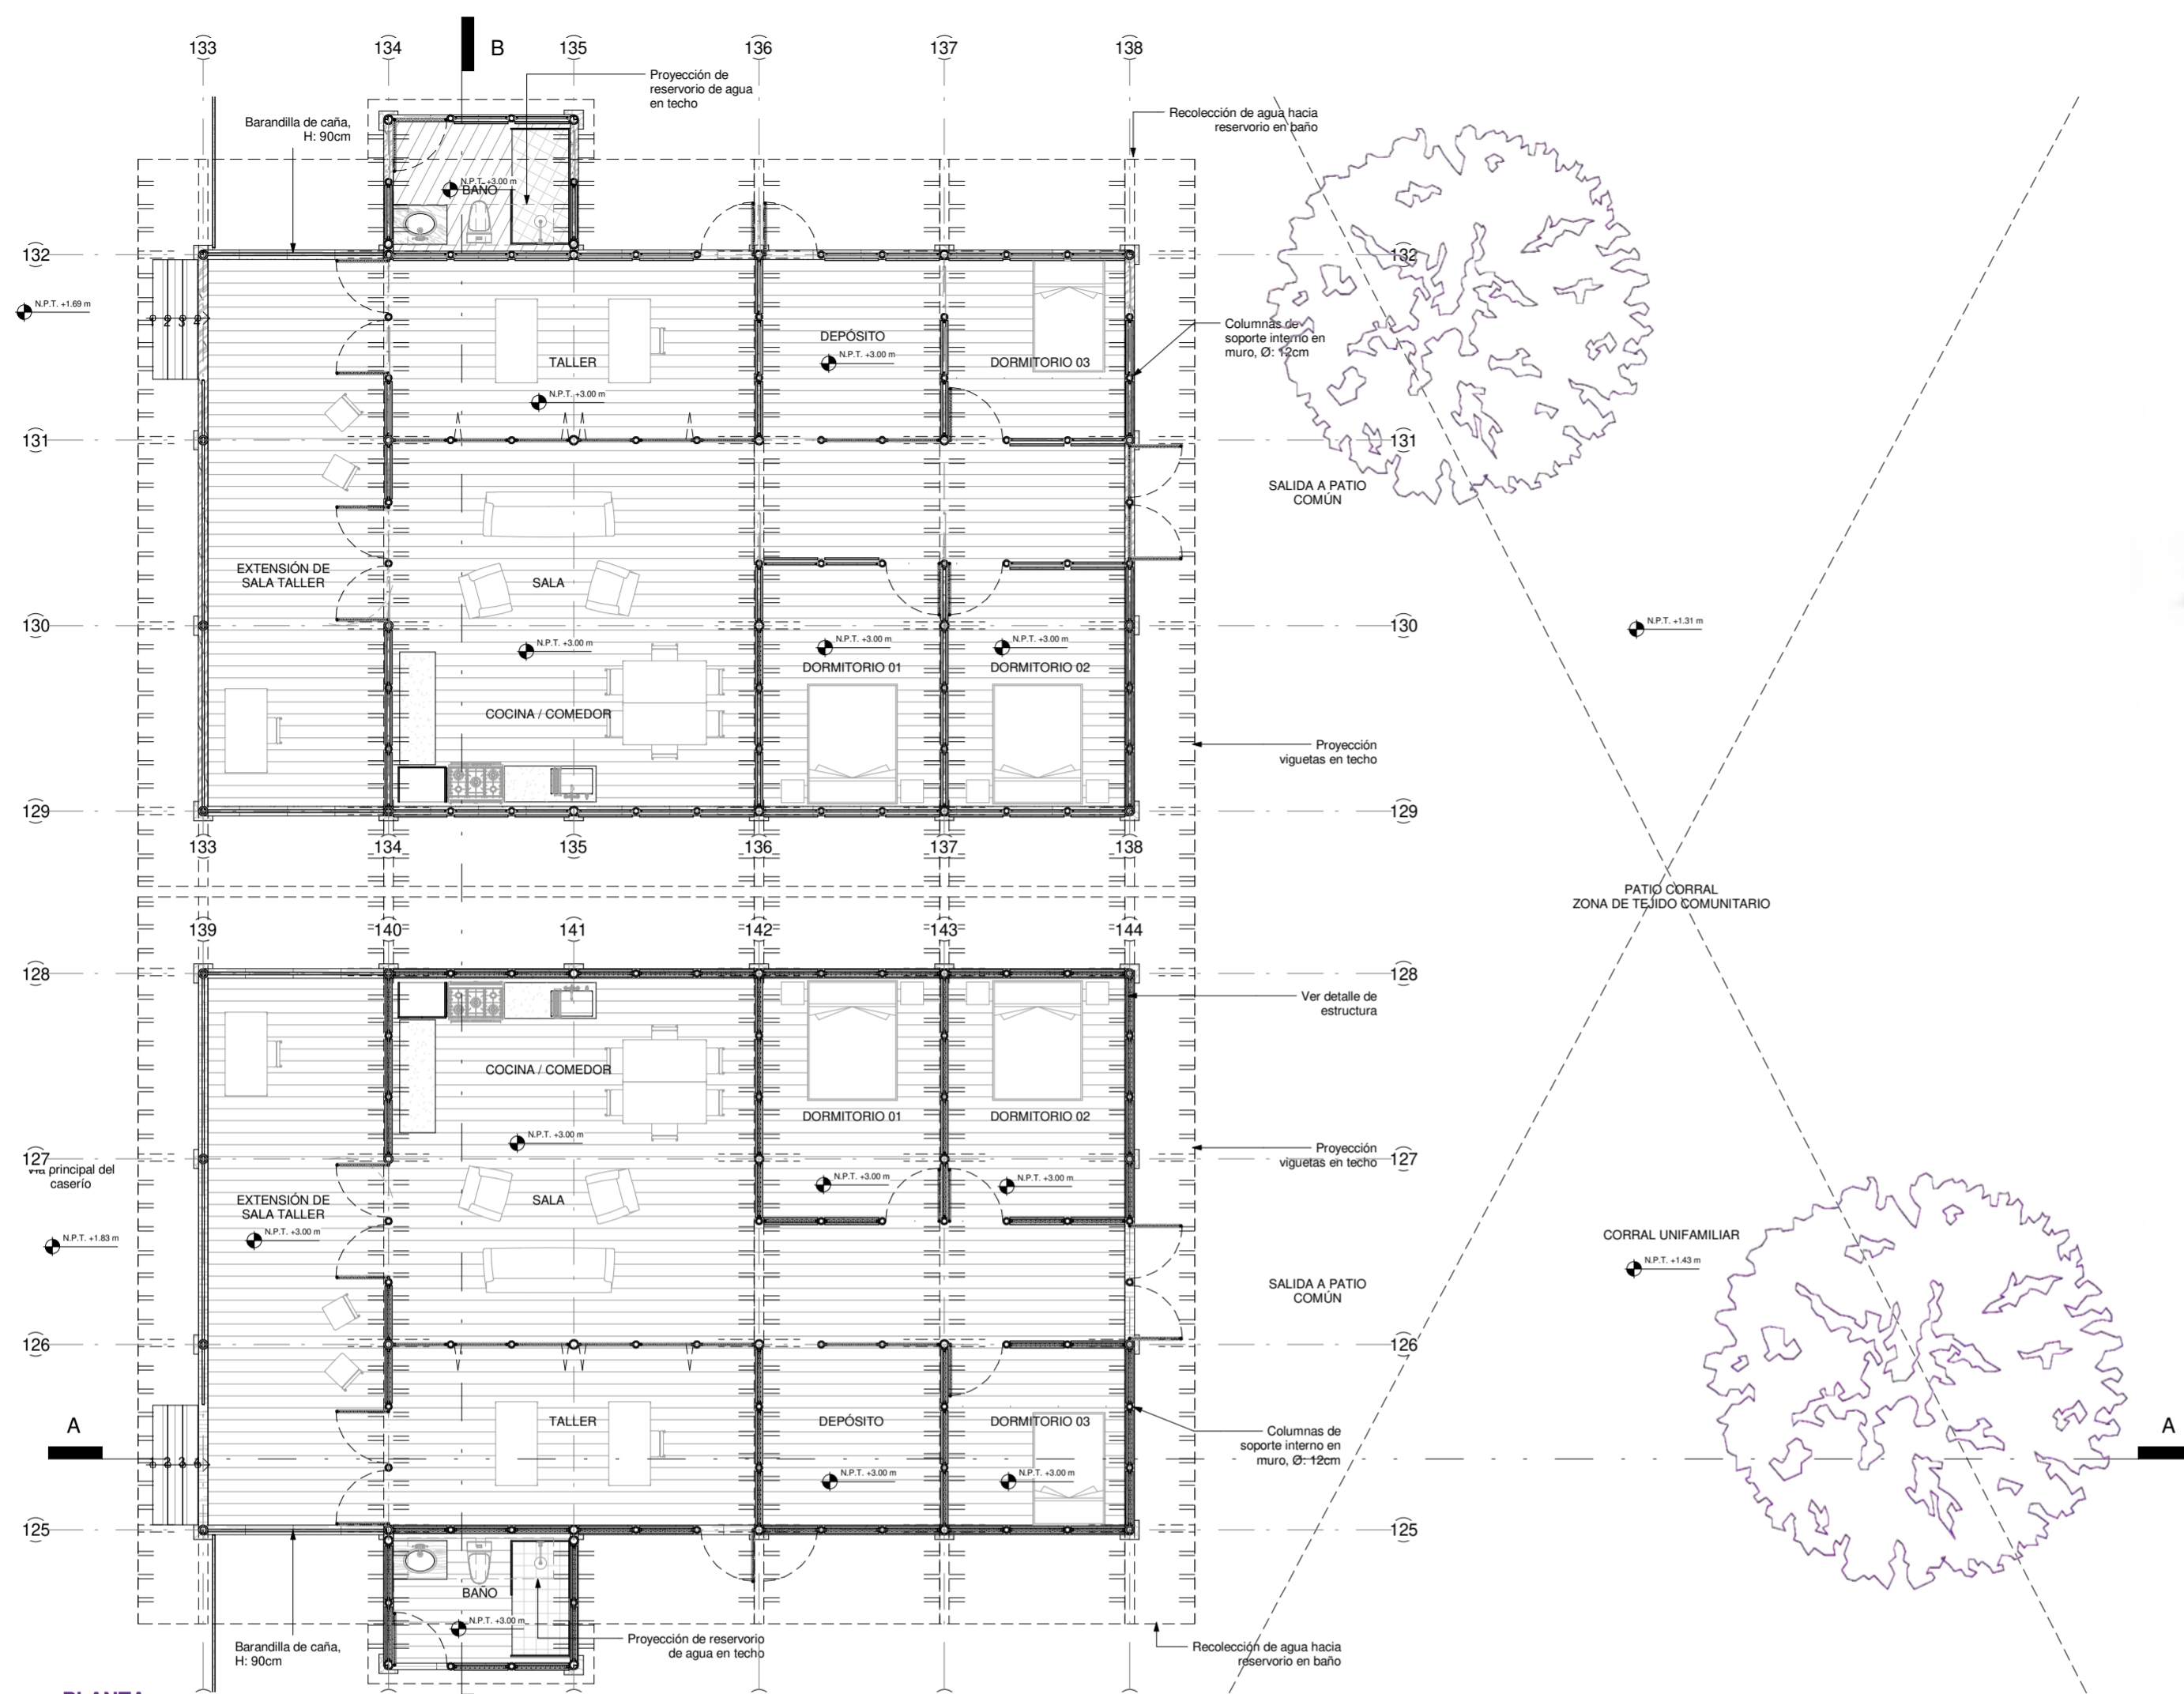 133
134
B
135
136
137
138
Proyección de
reservorio de agua
en techo
Barandilla de caña,
H: 90cm
Recolección de agua hacia
reservorio en baño
N.P.T. +3.00 m
BAÑO
132
132
N.P.T. +1.69 m
Columnas de
soporte interno en
muro, Ø: 12cm
DEPÓSITO
N.P.T. +3.00 m
TALLER
DORMITORIO 03
N.P.T. +3.00 m
131
131
SALIDA A PATIO
COMÚN
EXTENSIÓN DE
SALA TALLER
SALA
130
130
N.P.T. +1.31 m
N.P.T. +3.00 m
N.P.T. +3.00 m
N.P.T. +3.00 m
DORMITORIO 01
DORMITORIO 02
COCINA / COMEDOR
Proyección
viguetas en techo
129
129
133
134
135
136
137
138
PATIO CORRAL
ZONA DE TEJIDO COMUNITARIO
139
140
141
142
143
144
128
128
Ver detalle de
estructura
COCINA / COMEDOR
DORMITORIO 01
DORMITORIO 02
N.P.T. +3.00 m
Proyección
viguetas en techo
127
127
principal del
caserío
N.P.T. +3.00 m
N.P.T. +3.00 m
EXTENSIÓN DE
SALA TALLER
SALA
N.P.T. +3.00 m
N.P.T. +1.83 m
CORRAL UNIFAMILIAR
N.P.T. +1.43 m
SALIDA A PATIO
COMÚN
126
126
A
TALLER
DEPÓSITO
DORMITORIO 03
Columnas de
soporte interno en
muro, Ø: 12cm
A
N.P.T. +3.00 m
N.P.T. +3.00 m
125
125
BAÑO
N.P.T. +3.00 m
Barandilla de caña,
H: 90cm
Proyección de reservorio
de agua en techo
Recolección de agua hacia
reservorio en baño